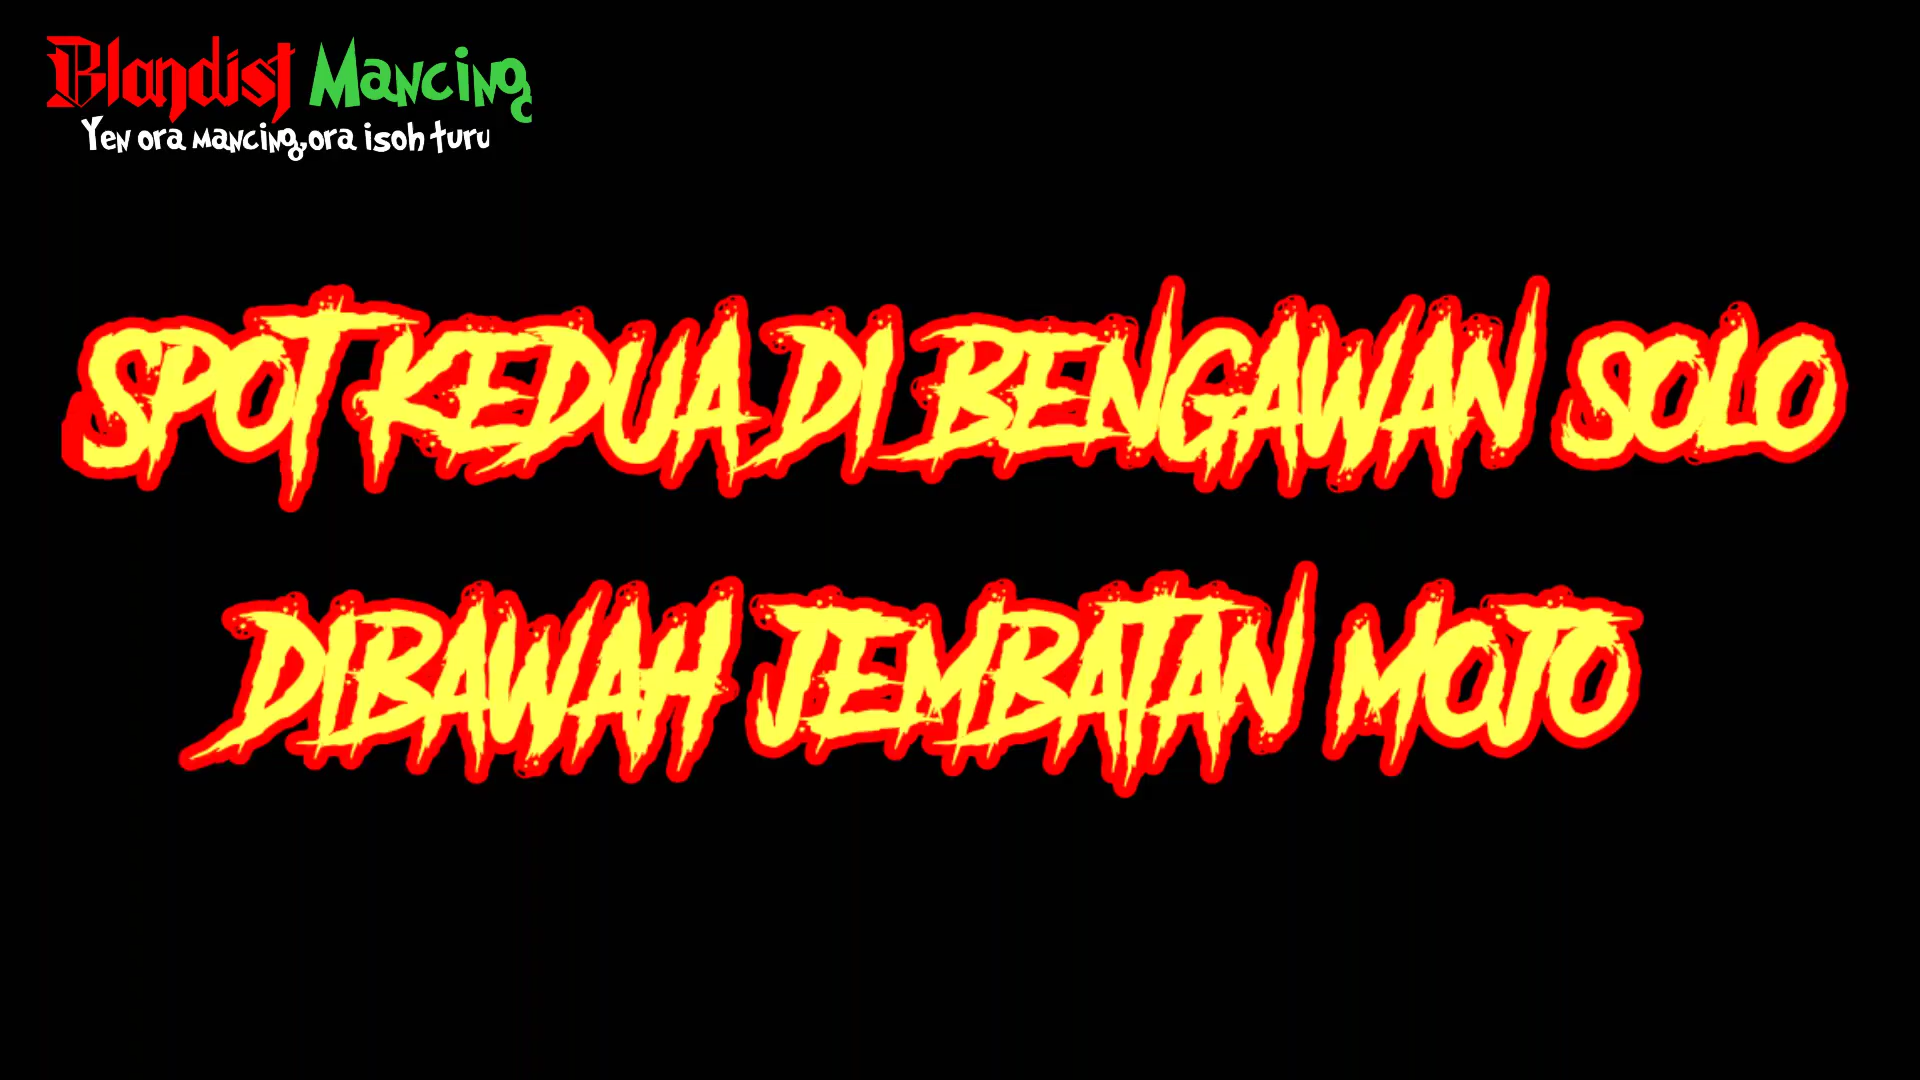 Blandist Mancing
Yen ora mancing,ora isoh turu
SPOT KEDUA DI BENGAWAN SOLO
DIBAWAH JEMBATAN MOJO